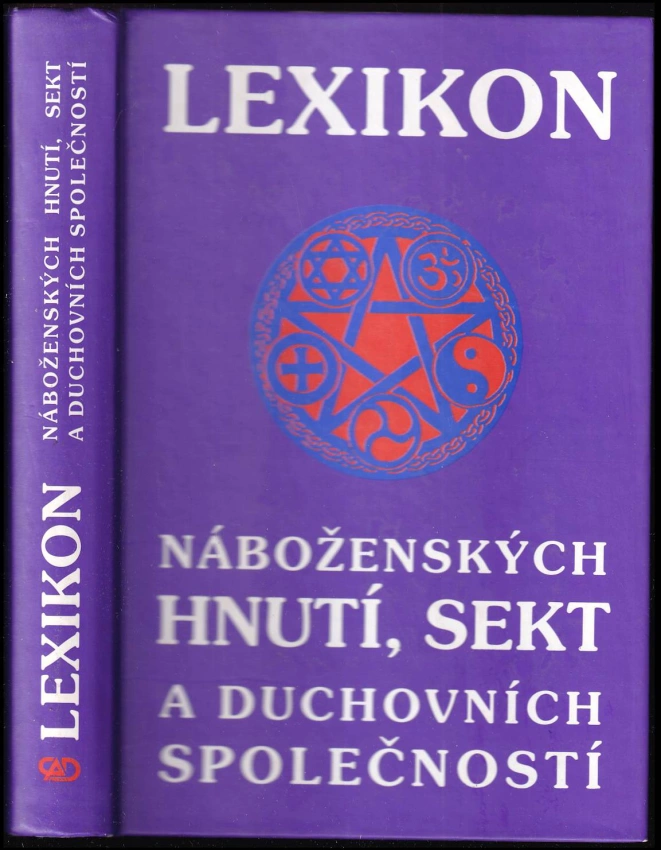 LEXIKON
NÁBOŽENSKÝCH HNUTÍ, SEKT
A DUCHOVNÍCH SPOLEČNOSTÍ
LEXIKON
NÁBOŽENSKÝCH
HNUTÍ, SEKT
A DUCHOVNÍCH
SPOLEČNOSTÍ